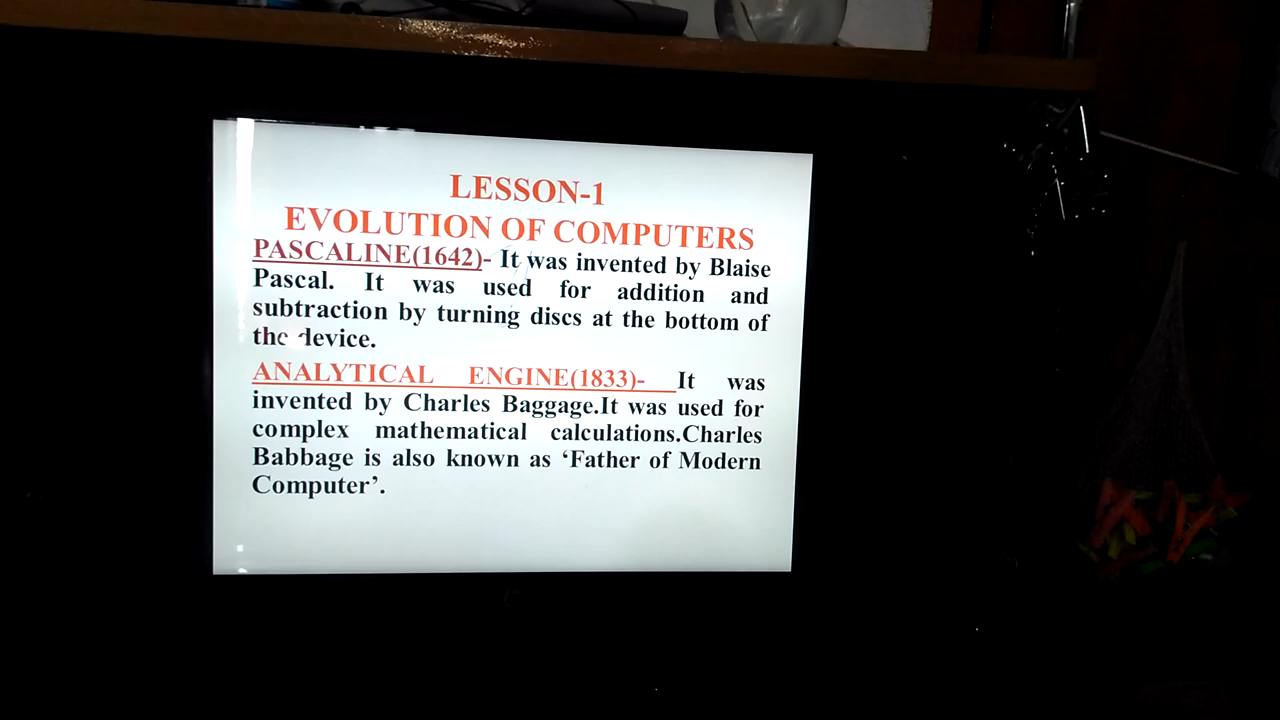 LESSON-1
EVOLUTION OF COMPUTERS
PASCALINE(1642)- It was invented by Blaise
Pascal. It was used for addition and
subtraction by turning discs at the bottom of
the device.
ANALYTICAL ENGINE(1833)- It was
invented by Charles Baggage.It was used for
complex mathematical calculations.Charles
Babbage is also known as ‘Father of Modern
Computer’.